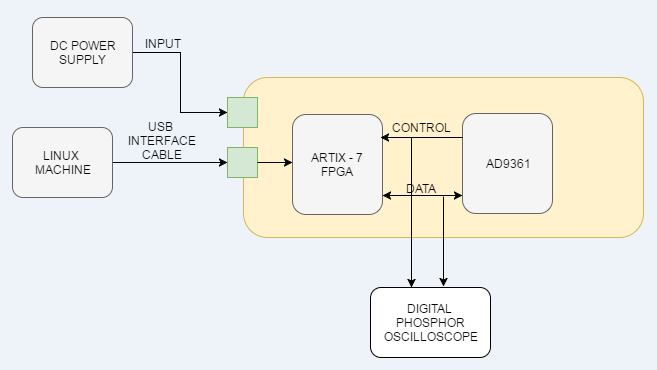 DC POWER
SUPPLY
INPUT
USB
INTERFACE
CABLE
LINUX
MACHINE
ARTIX - 7
FPGA
CONTROL
DATA
AD9361
DIGITAL
PHOSPHOR
OSCILLOSCOPE